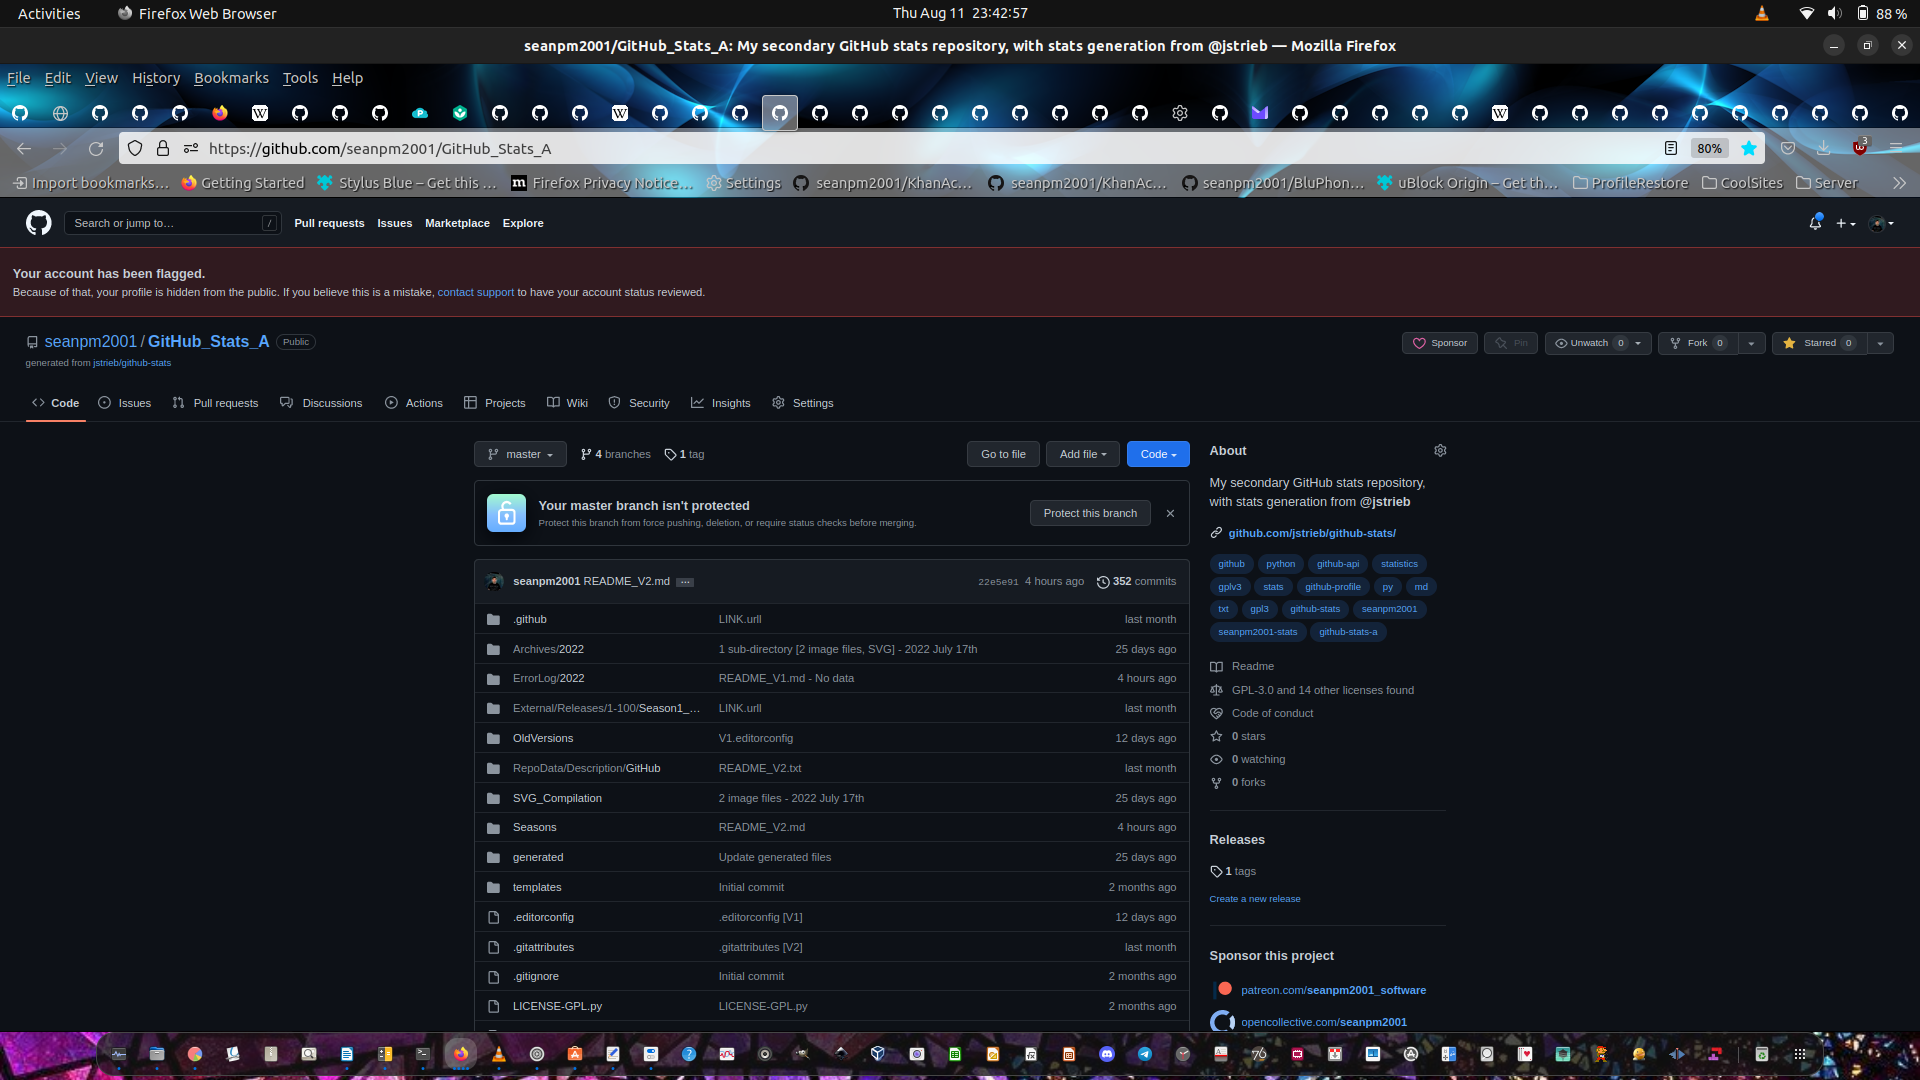 Activities
Firefox Web Browser
Thu Aug 11 23:42:57
88 %
seanpm2001/GitHub_Stats_A: My secondary GitHub stats repository, with stats generation from @jstrieb — Mozilla Firefox
File Edit View History Bookmarks Tools Help
https://github.com/seanpm2001/GitHub_Stats_A
80%
3
Import bookmarks…
Getting Started
Stylus Blue – Get this …
Firefox Privacy Notice…
Settings
seanpm2001/KhanAc…
seanpm2001/KhanAc…
seanpm2001/BluPhon…
uBlock Origin – Get th…
ProfileRestore
CoolSites
Server
Search or jump to…
/
Pull requests
Issues
Marketplace
Explore
Your account has been flagged.
Because of that, your profile is hidden from the public. If you believe this is a mistake, contact support to have your account status reviewed.
seanpm2001 / GitHub_Stats_A
Public
Sponsor
Pin
Unwatch 0
Fork 0
Starred 0
generated from jstrieb/github-stats
Code
Issues
Pull requests
Discussions
Actions
Projects
Wiki
Security
Insights
Settings
master
4 branches
1 tag
Go to file
Add file
Code
Your master branch isn't protected
Protect this branch from force pushing, deletion, or require status checks before merging.
Protect this branch
seanpm2001 README_V2.md …
22e5e91 4 hours ago
352 commits
.github LINK.urll last month
Archives/2022 1 sub-directory [2 image files, SVG] - 2022 July 17th 25 days ago
ErrorLog/2022 README_V1.md - No data 4 hours ago
External/Releases/1-100/Season1_… LINK.urll last month
OldVersions V1.editorconfig 12 days ago
RepoData/Description/GitHub README_V2.txt last month
SVG_Compilation 2 image files - 2022 July 17th 25 days ago
Seasons README_V2.md 4 hours ago
generated Update generated files 25 days ago
templates Initial commit 2 months ago
.editorconfig .editorconfig [V1] 12 days ago
.gitattributes .gitattributes [V2] last month
.gitignore Initial commit 2 months ago
LICENSE-GPL.py LICENSE-GPL.py 2 months ago
About
My secondary GitHub stats repository,
with stats generation from @jstrieb
github.com/jstrieb/github-stats/
github python github-api statistics
gplv3 stats github-profile py md
txt gpl3 github-stats seanpm2001
seanpm2001-stats github-stats-a
Readme
GPL-3.0 and 14 other licenses found
Code of conduct
0 stars
0 watching
0 forks
Releases
1 tags
Create a new release
Sponsor this project
patreon.com/seanpm2001_software
opencollective.com/seanpm2001